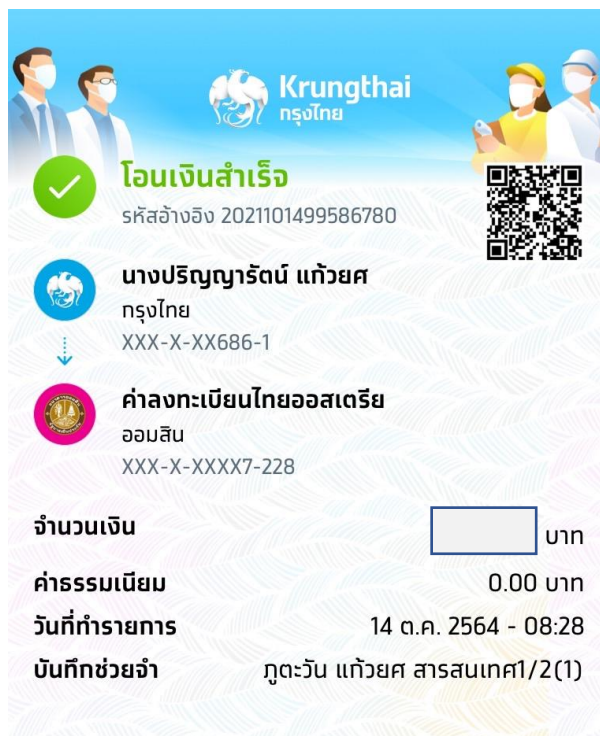 Krungthai
กรุงไทย
โอนเงินสำเร็จ
รหัสอ้างอิง 2021101499586780
นางปริญญารัตน์ แก้วยศ
กรุงไทย
XXX-X-XX686-1
ค่าลงทะเบียนไทยออสเตรีย
ออมสิน
XXX-X-XXXX7-228
จำนวนเงิน บาท
ค่าธรรมเนียม 0.00 บาท
วันที่ทำรายการ 14 ต.ค. 2564 - 08:28
บันทึกช่วยจำ ภูตะวัน แก้วยศ สารสนเทศ1/2(1)